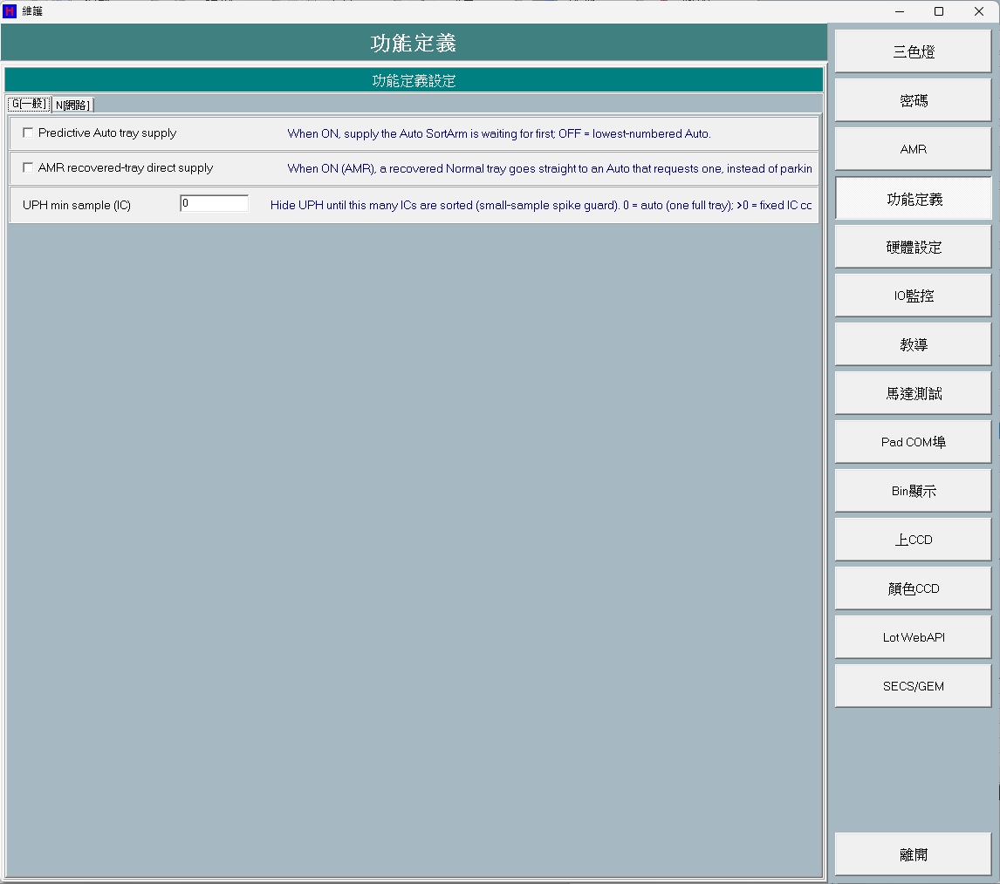 H 維護
功能定義
功能定義設定
G[一般] N[網路]
Predictive Auto tray supply When ON, supply the Auto SortArm is waiting for first; OFF = lowest-numbered Auto.
AMR recovered-tray direct supply When ON (AMR), a recovered Normal tray goes straight to an Auto that requests one, instead of parkin
UPH min sample (IC) 0 Hide UPH until this many ICs are sorted (small-sample spike guard). 0 = auto (one full tray); >0 = fixed IC cc
三色燈
密碼
AMR
功能定義
硬體設定
IO監控
教導
馬達測試
Pad COM埠
Bin顯示
上CCD
顏色CCD
Lot WebAPI
SECS/GEM
離開